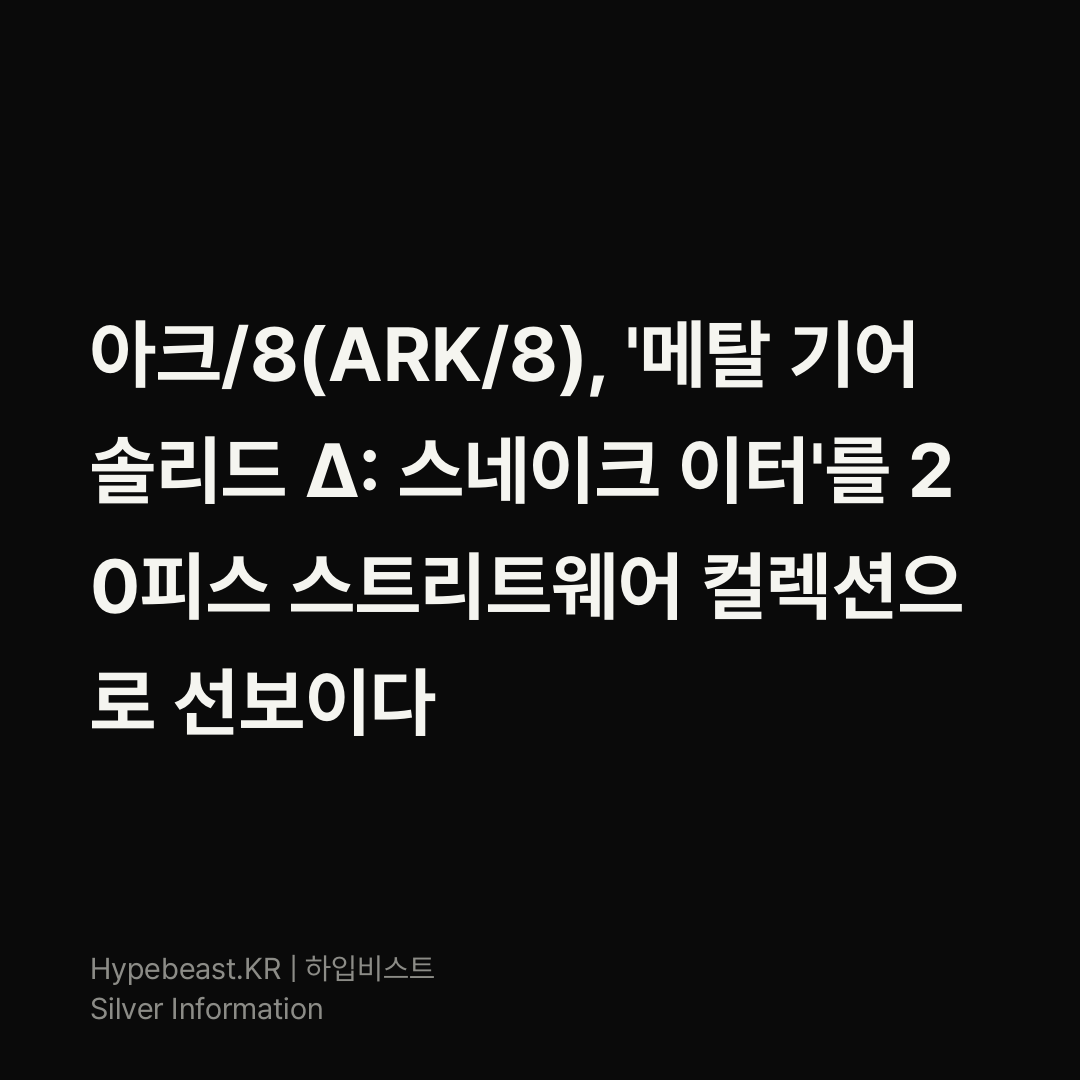 아크/8(ARK/8), '메탈 기어
솔리드 Δ: 스네이크 이터'를 2
0피스 스트리트웨어 컬렉션으
로 선보이다
Hypebeast.KR | 하입비스트
Silver Information